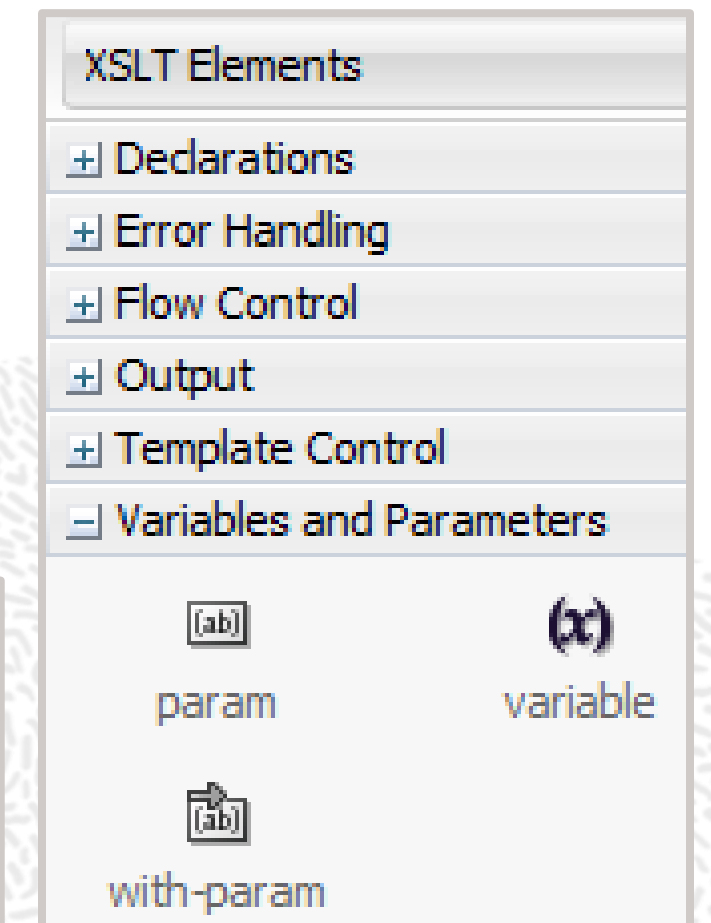 XSLT Elements
Declarations
Error Handling
Flow Control
Output
Template Control
Variables and Parameters
[ab] (x)
param variable
[ab]
with-param